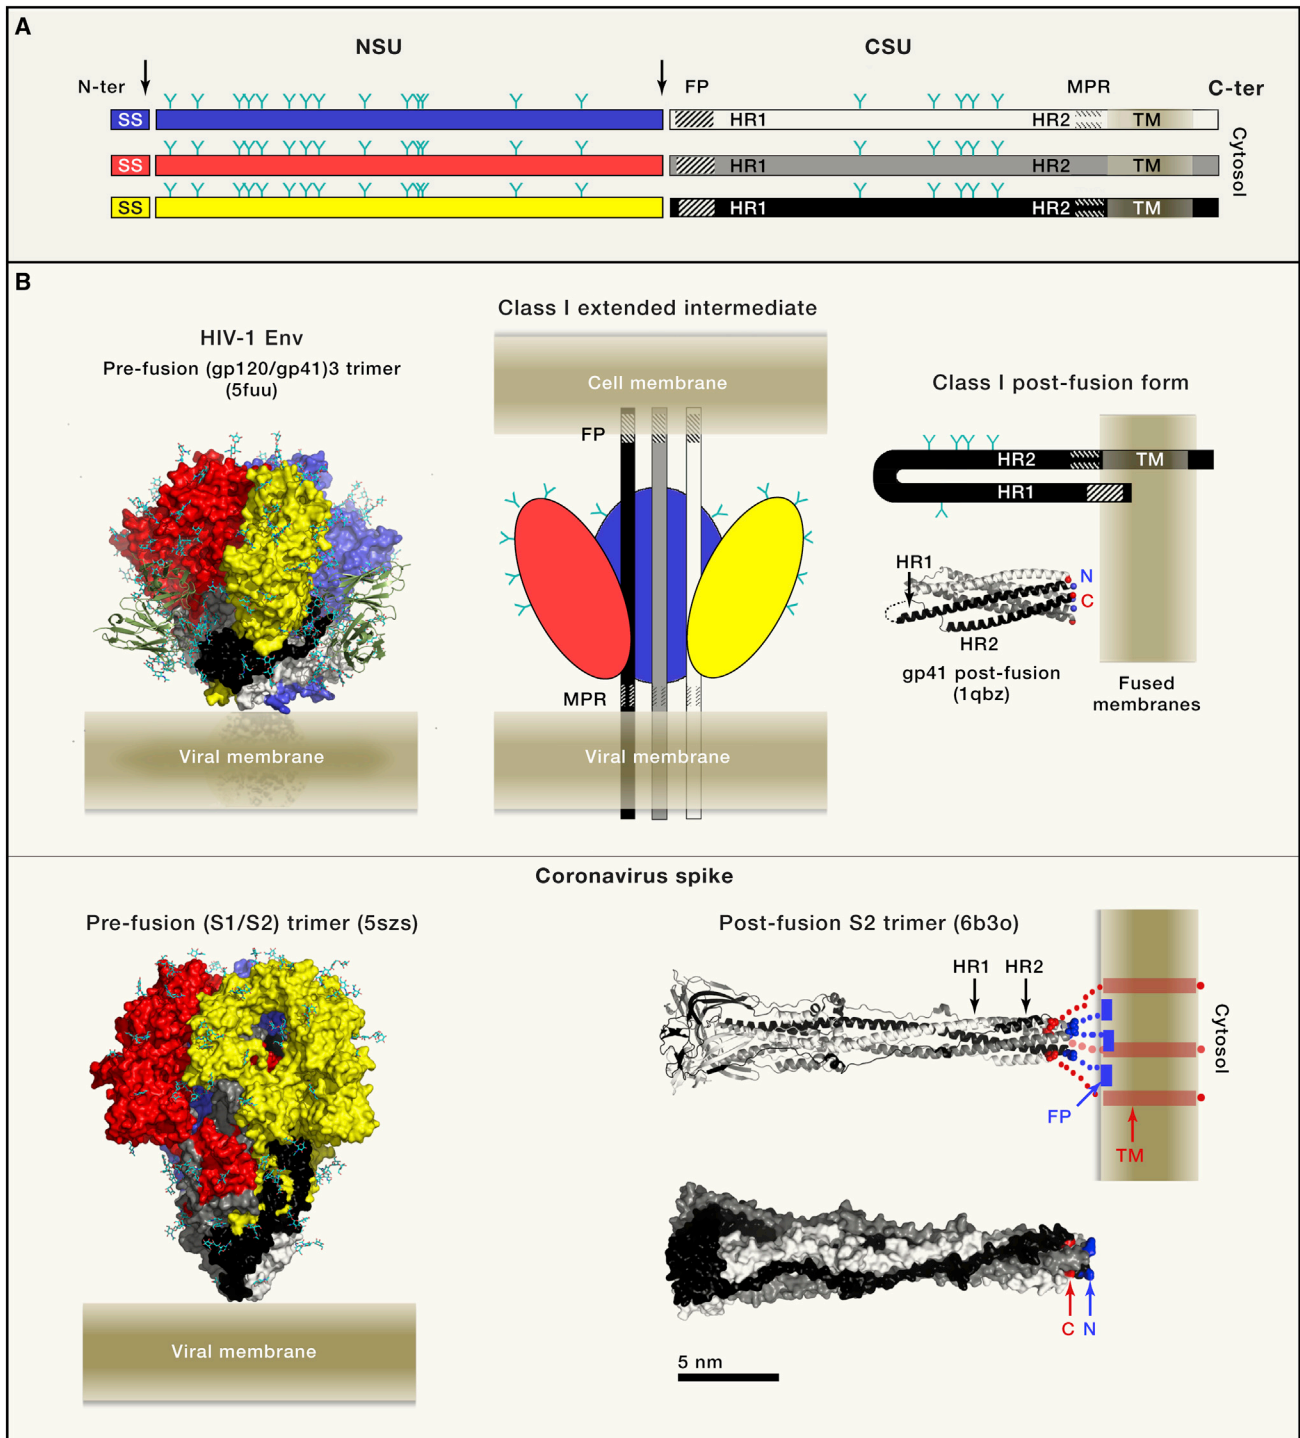 A
NSU
CSU
N-ter
FP
MPR
C-ter
SS
HR1
HR2
TM
SS
HR1
HR2
TM
SS
HR1
HR2
TM
Cytosol
B
HIV-1 Env
Pre-fusion (gp120/gp41)3 trimer
(5fuu)
Viral membrane
Class I extended intermediate
Cell membrane
FP
MPR
Viral membrane
Class I post-fusion form
HR2
TM
HR1
HR1
N
C
HR2
gp41 post-fusion
(1qbz)
Fused
membranes
Coronavirus spike
Pre-fusion (S1/S2) trimer (5szs)
Viral membrane
Post-fusion S2 trimer (6b3o)
HR1
HR2
Cytosol
FP
TM
C
N
5 nm